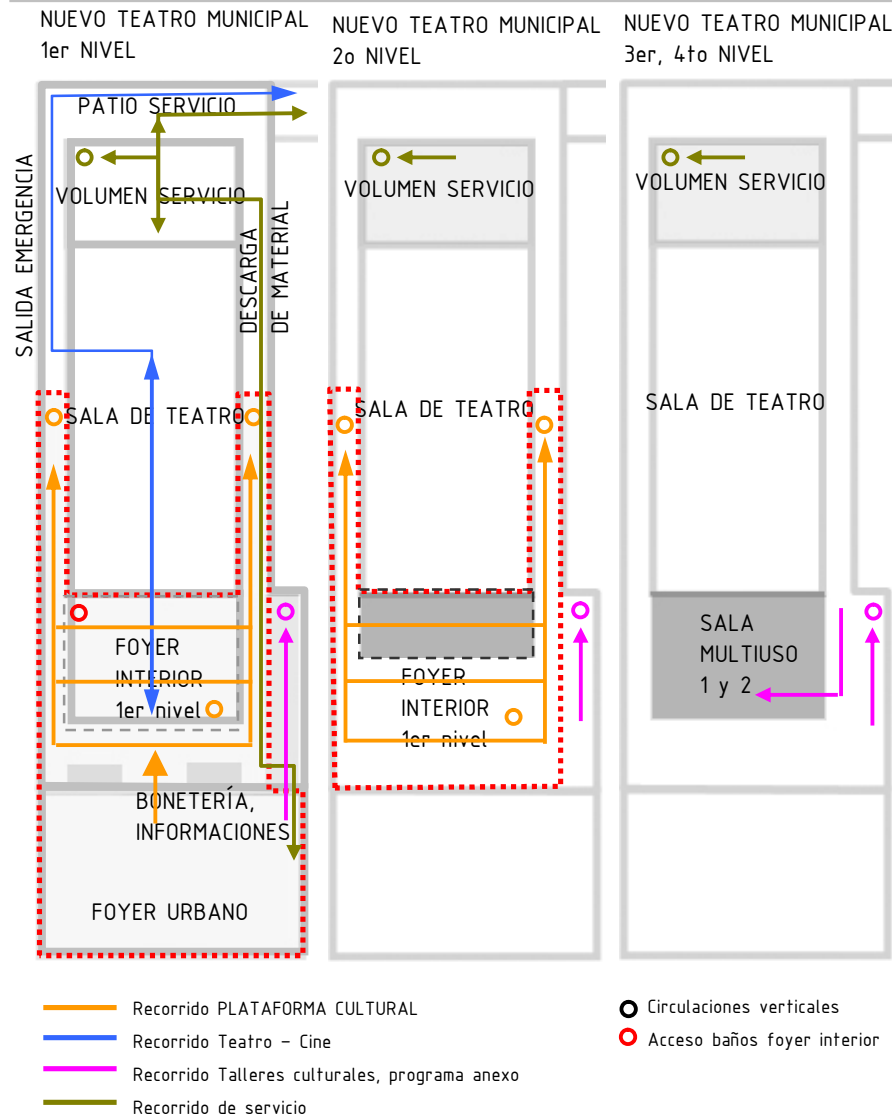 NUEVO TEATRO MUNICIPAL
1er NIVEL
PATIO SERVICIO
VOLUMEN SERVICIO
SALIDA EMERGENCIA
DESCARGA
DE MATERIAL
SALA DE TEATRO
FOYER
INTERIOR
1er nivel
BONETERÍA,
INFORMACIONES
FOYER URBANO
NUEVO TEATRO MUNICIPAL
2o NIVEL
VOLUMEN SERVICIO
SALA DE TEATRO
FOYER
INTERIOR
1er nivel
NUEVO TEATRO MUNICIPAL
3er, 4to NIVEL
VOLUMEN SERVICIO
SALA DE TEATRO
SALA
MULTIUSO
1 y 2
Recorrido PLATAFORMA CULTURAL
Recorrido Teatro – Cine
Recorrido Talleres culturales, programa anexo
Recorrido de servicio
Circulaciones verticales
Acceso baños foyer interior